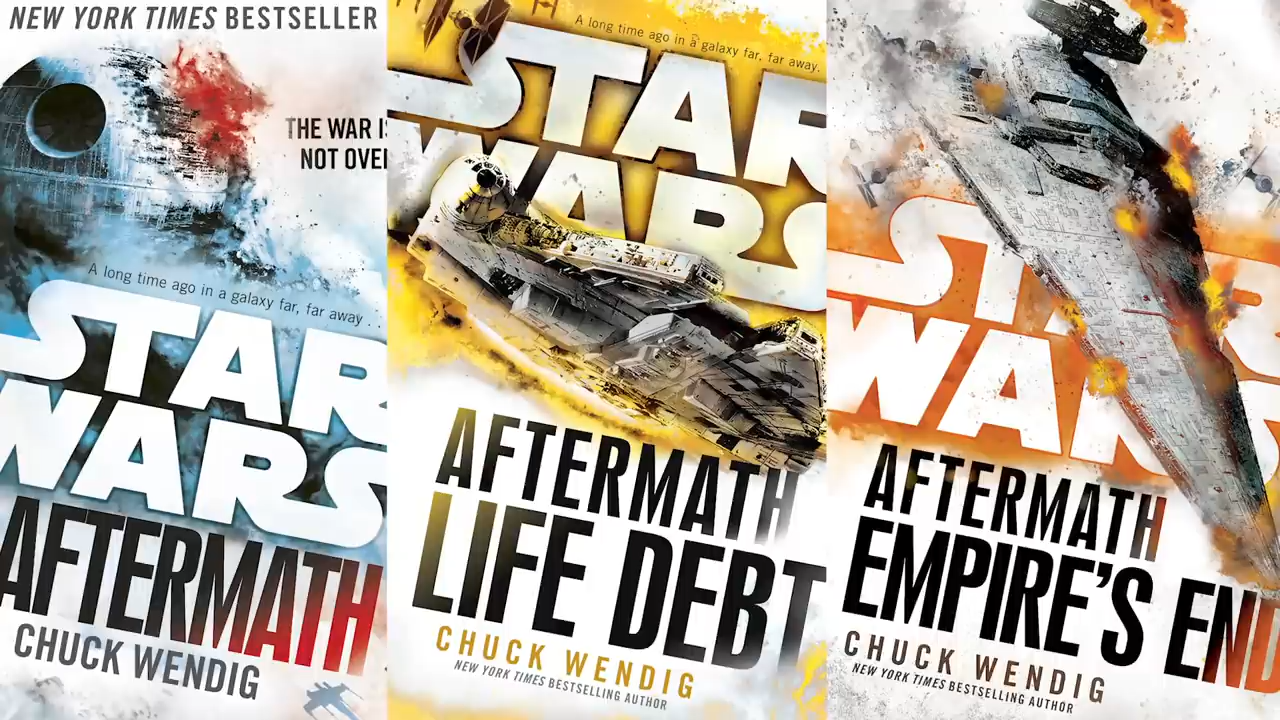 NEW YORK TIMES BESTSELLER
THE WAR IS
NOT OVER
A long time ago in a galaxy far, far away . .
STAR
WARS
AFTERMATH
CHUCK WENDIG
A long time ago in a galaxy far, far away.
STAR
WARS
AFTERMATH
LIFE DEBT
CHUCK WENDIG
NEW YORK TIMES BESTSELLING AUTHOR
STAR
WARS
AFTERMATH
EMPIRE'S END
CHUCK WENDIG
NEW YORK TIMES BESTSELLING AUTHOR